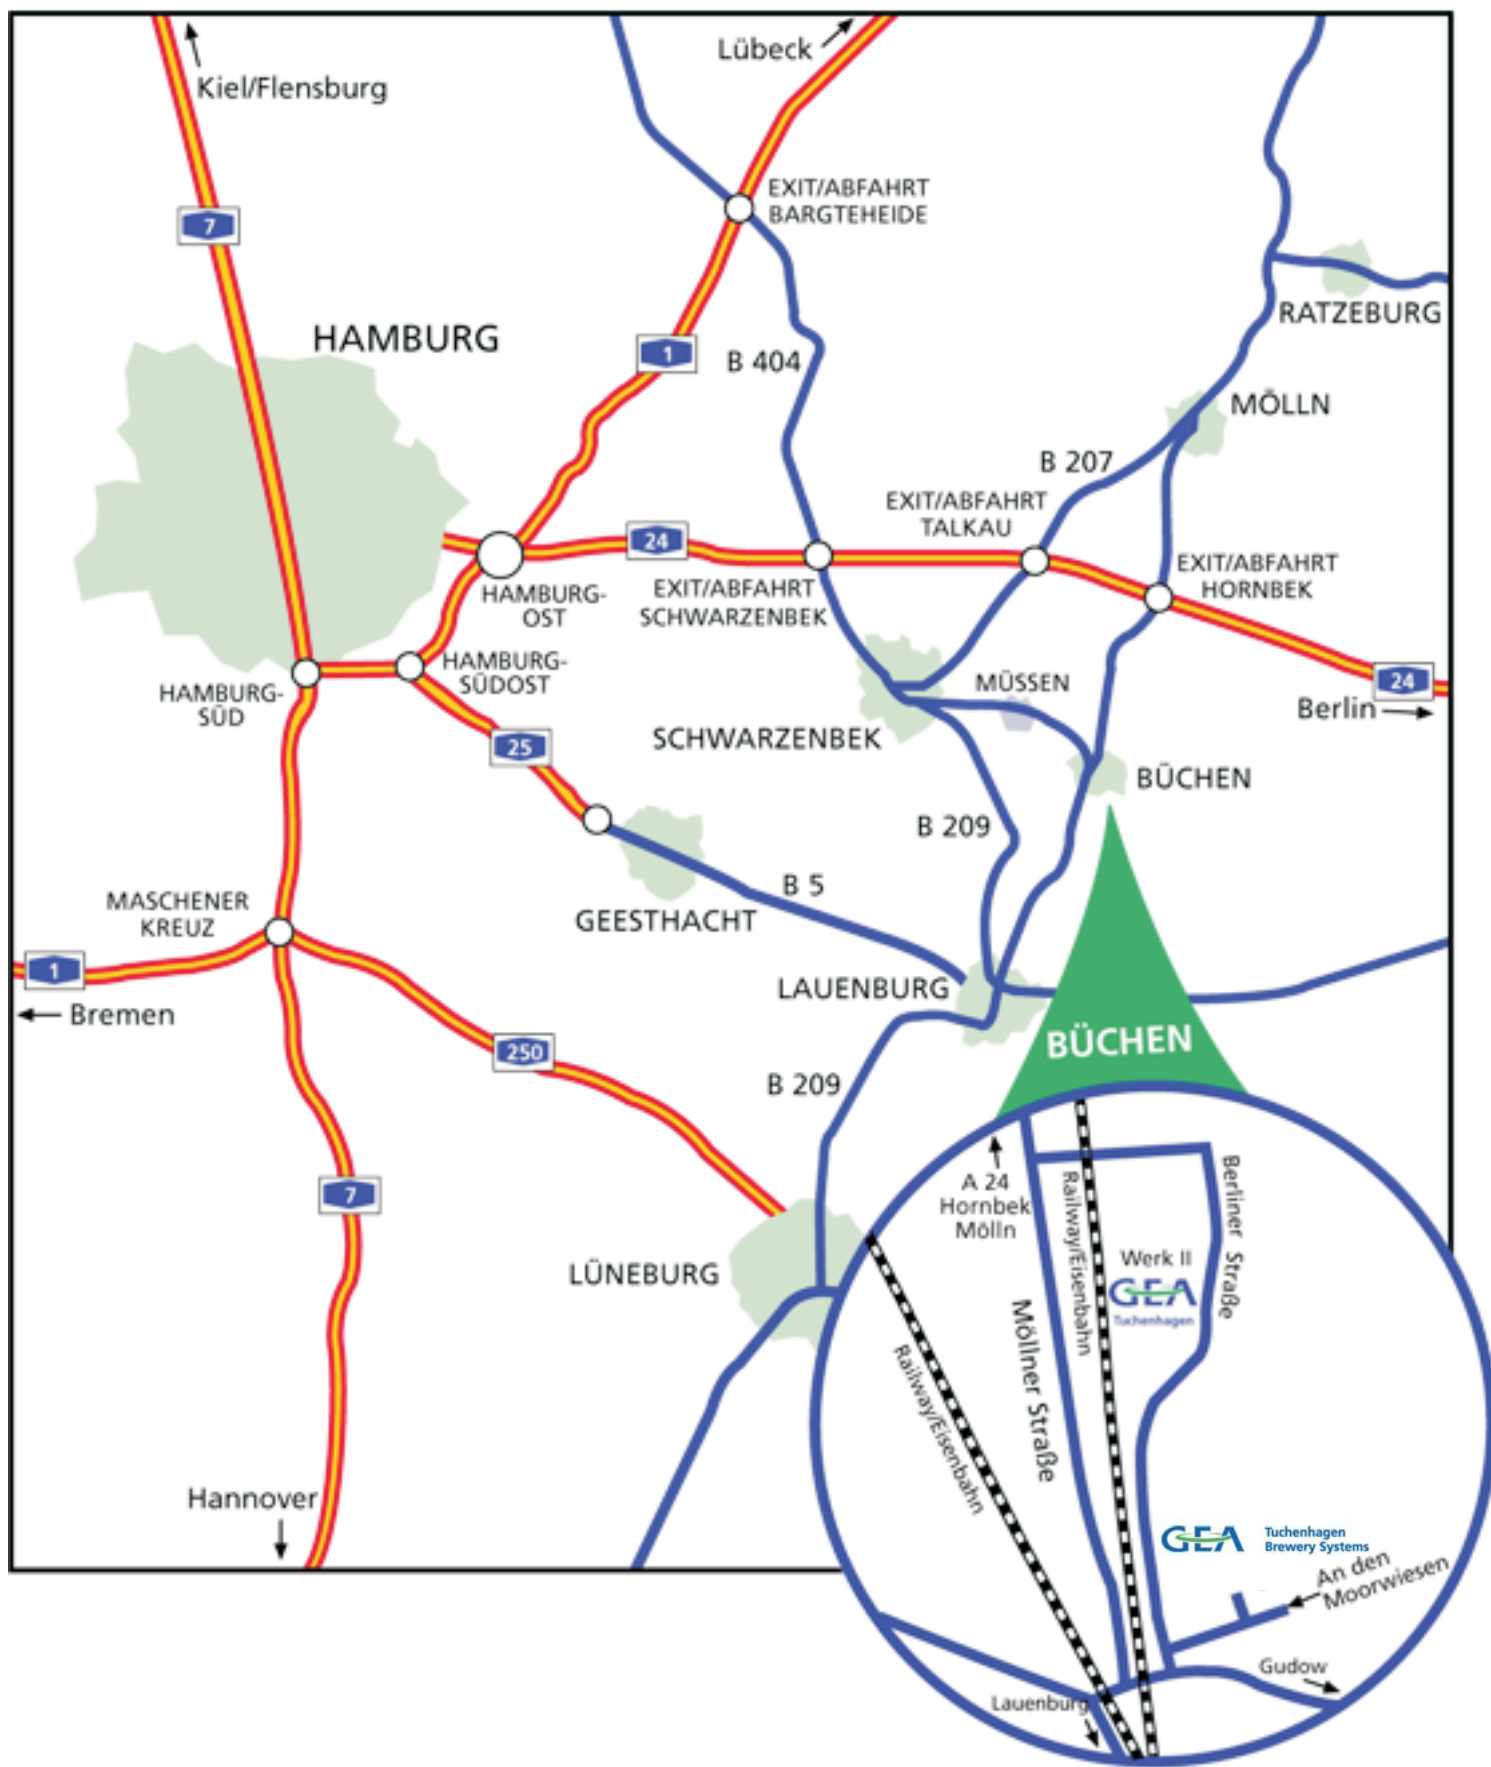 Lübeck
Kiel/Flensburg
EXIT/ABFAHRT
BARGTEHEIDE
7
RATZEBURG
HAMBURG
1
B 404
MÖLLN
B 207
EXIT/ABFAHRT
TALKAU
24
EXIT/ABFAHRT
HORNBEK
EXIT/ABFAHRT
SCHWARZENBEK
HAMBURG-
OST
HAMBURG-
SÜDOST
MÜSSEN
24
Berlin
HAMBURG-
SÜD
SCHWARZENBEK
25
BÜCHEN
B 209
B 5
MASCHENER
KREUZ
GEESTHACHT
1
LAUENBURG
Bremen
BÜCHEN
250
B 209
A 24
Hornbek
Mölln
7
Railway/Eisenbahn
Berliner Straße
Werk II
GEA
Tuchenhagen
LÜNEBURG
Möllner Straße
Railway/Eisenbahn
Hannover
GEA
Tuchenhagen
Brewery Systems
An den
Moorwiesen
Gudow
Lauenburg